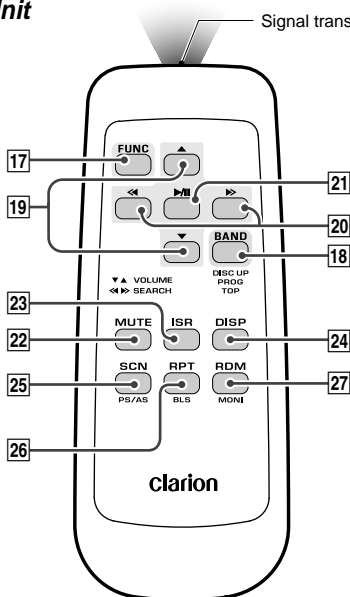 Init
Signal trans
FUNC
17
19
21
20
BAND
18
DISC UP
PROG
TOP
▼▲ VOLUME
◀◀ ▶▶ SEARCH
23
MUTE
ISR
DISP
22
24
SCN
RPT
RDM
25
27
PS/AS
BLS
MONI
26
clarion